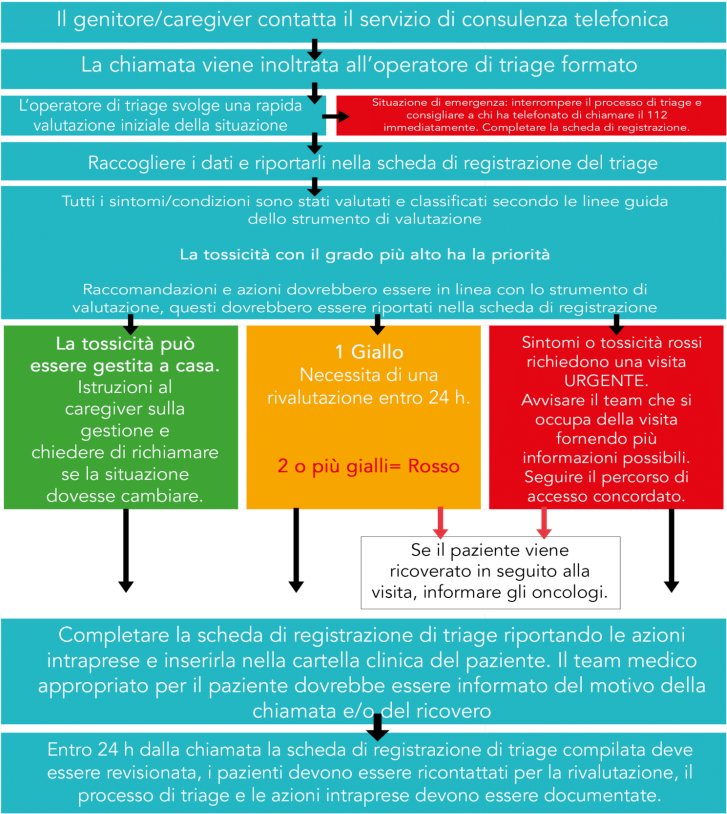 Il genitore/caregiver contatta il servizio di consulenza telefonica
La chiamata viene inoltrata all'operatore di triage formato
L'operatore di triage svolge una rapida
valutazione iniziale della situazione
Situazione di emergenza: interrompere il processo di triage e
consigliare a chi ha telefonato di chiamare il 112
immediatamente. Completare la scheda di registrazione.
Raccogliere i dati e riportarli nella scheda di registrazione del triage
Tutti i sintomi/condizioni sono stati valutati e classificati secondo le linee guida
dello strumento di valutazione
La tossicità con il grado più alto ha la priorità
Raccomandazioni e azioni dovrebbero essere in linea con lo strumento di
valutazione, questi dovrebbero essere riportati nella scheda di registrazione
La tossicità può
essere gestita a casa.
Istruzioni al
caregiver sulla
gestione e
chiedere di richiamare
se la situazione
dovesse cambiare.
1 Giallo
Necessita di una
rivalutazione entro 24 h.
2 o più gialli= Rosso
Sintomi o tossicità rossi
richiedono una visita
URGENTE.
Avvisare il team che si
occupa della visita
fornendo più
informazioni possibili.
Seguire il percorso di
accesso concordato.
Se il paziente viene
ricoverato in seguito alla
visita, informare gli oncologi.
Completare la scheda di registrazione di triage riportando le azioni
intraprese e inserirla nella cartella clinica del paziente. Il team medico
appropriato per il paziente dovrebbe essere informato del motivo della
chiamata e/o del ricovero
Entro 24 h dalla chiamata la scheda di registrazione di triage compilata deve
essere revisionata, i pazienti devono essere ricontattati per la rivalutazione, il
processo di triage e le azioni intraprese devono essere documentate.